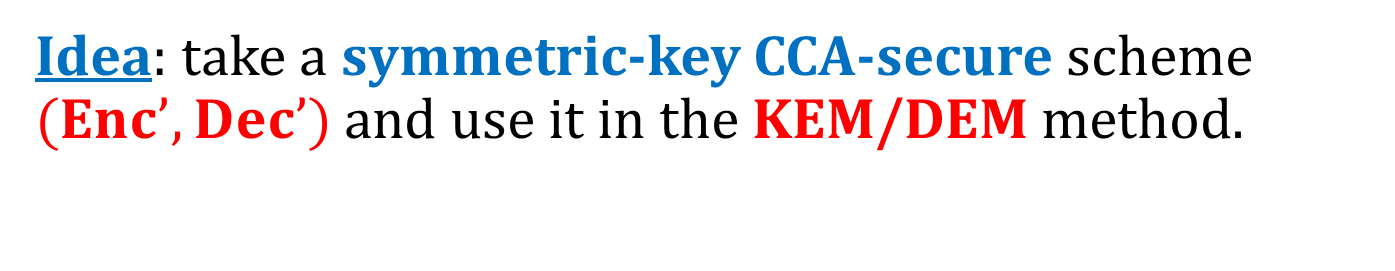 Idea: take a symmetric-key CCA-secure scheme
(Enc’, Dec’) and use it in the KEM/DEM method.